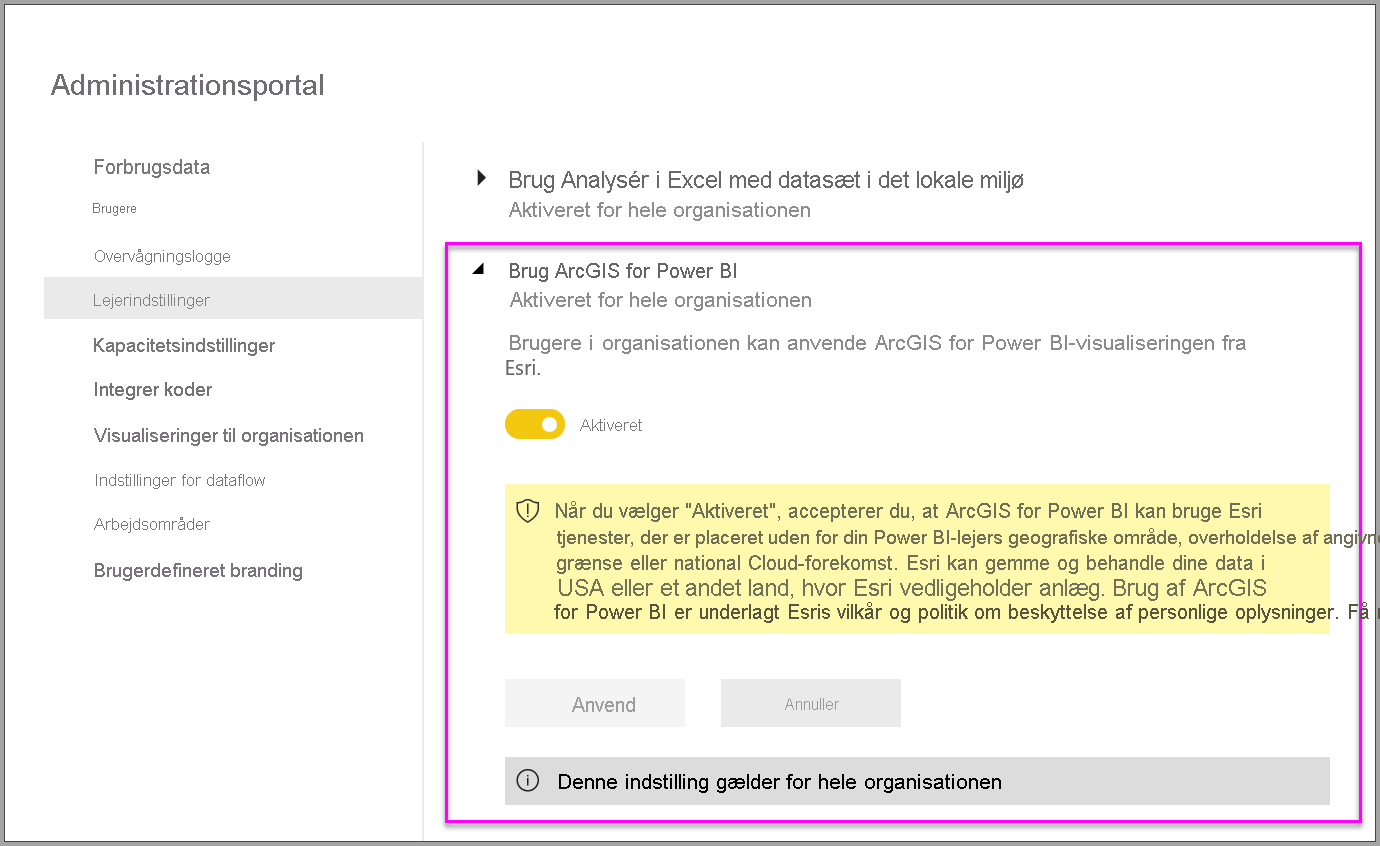 Administrationsportal
Forbrugsdata
Brugere
Overvågningslogge
Lejerindstillinger
Kapacitetsindstillinger
Integrer koder
Visualiseringer til organisationen
Indstillinger for dataflow
Arbejdsområder
Brugerdefineret branding
Brug Analysér i Excel med datasæt i det lokale miljø
Aktiveret for hele organisationen
Brug ArcGIS for Power BI
Aktiveret for hele organisationen
Brugere i organisationen kan anvende ArcGIS for Power BI-visualiseringen fra
Esri.
Aktiveret
Når du vælger "Aktiveret", accepterer du, at ArcGIS for Power BI kan bruge Esri
tjenester, der er placeret uden for din Power BI-lejers geografiske område, overholdelse af
grænse eller national Cloud-forekomst. Esri kan gemme og behandle dine data i
USA eller et andet land, hvor Esri vedligeholder anlæg. Brug af ArcGIS
for Power BI er underlagt Esris vilkår og politik om beskyttelse af personlige oplysninger. Få
Anvend
Annuller
Denne indstilling gælder for hele organisationen